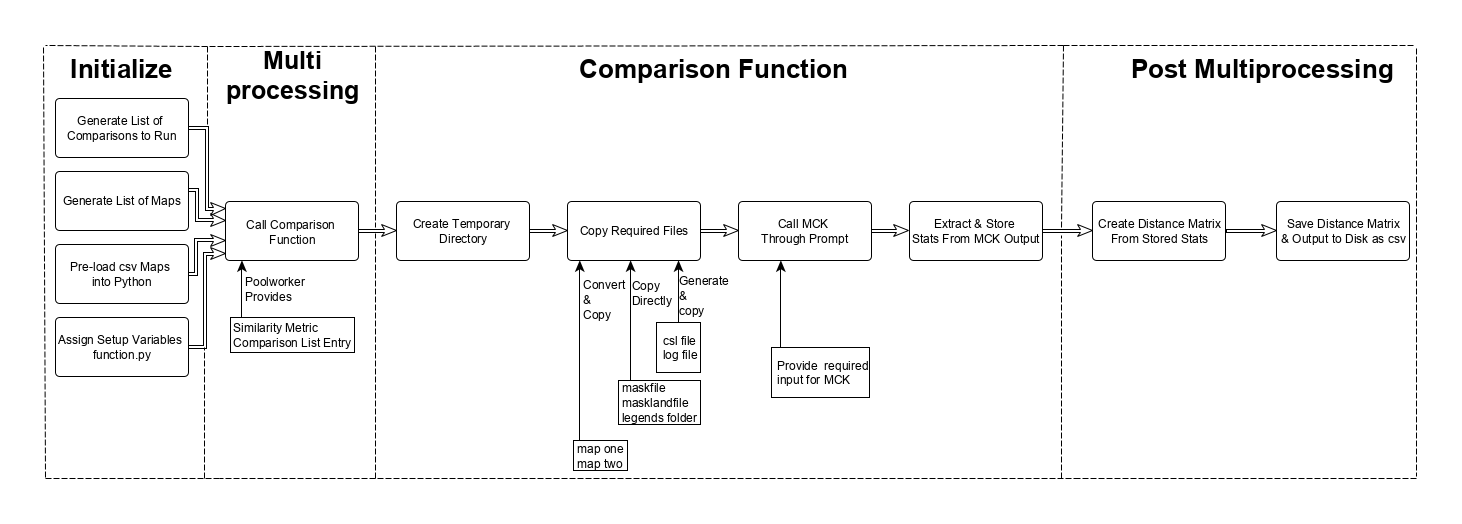 Initialize
Generate List of
Comparisons to Run
Generate List of Maps
Pre-load csv Maps
into Python
Assign Setup Variables
function.py
Multi
processing
Call Comparison
Function
Poolworker
Provides
Similarity Metric
Comparison List Entry
Comparison Function
Create Temporary
Directory
Copy Required Files
Convert
&
Copy
map one
map two
Copy
Directly
maskfile
masklandfile
legends folder
Generate
&
copy
csl file
log file
Call MCK
Through Prompt
Provide required
input for MCK
Extract & Store
Stats From MCK Output
Post Multiprocessing
Create Distance Matrix
From Stored Stats
Save Distance Matrix
& Output to Disk as csv